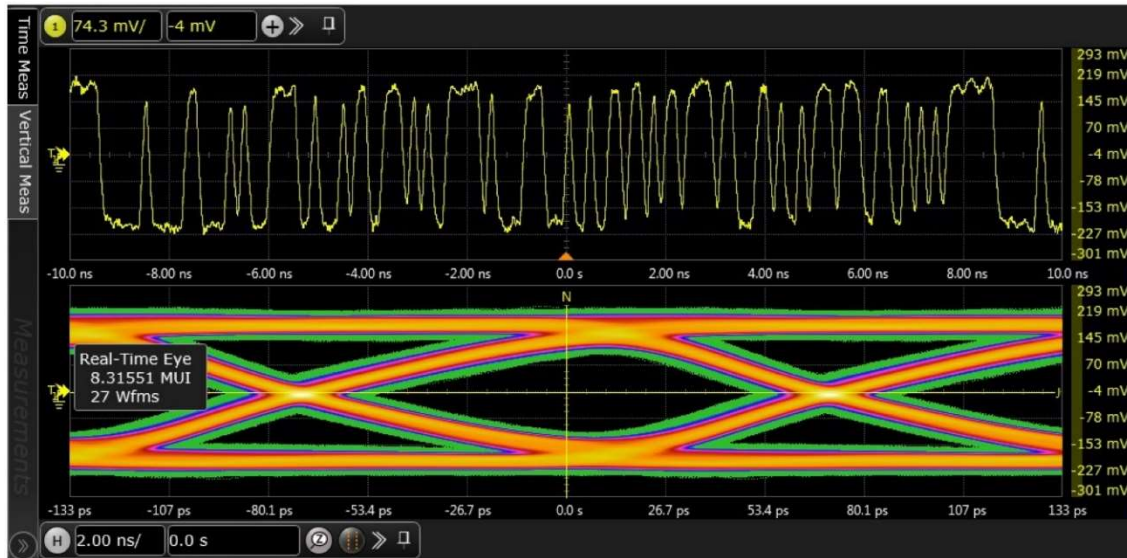 1 74.3 mV/ -4 mV
Time Meas
Vertical Meas
Measurements
293 mV
219 mV
145 mV
70 mV
-4 mV
-78 mV
-153 mV
-227 mV
-301 mV
T
-10.0 ns -8.00 ns -6.00 ns -4.00 ns -2.00 ns 0.0 s 2.00 ns 4.00 ns 6.00 ns 8.00 ns 10.0 ns
N
293 mV
219 mV
145 mV
70 mV
-4 mV
-78 mV
-153 mV
-227 mV
-301 mV
Real-Time Eye
8.31551 MUI
27 Wfms
T
J
-133 ps -107 ps -80.1 ps -53.4 ps -26.7 ps 0.0 s 26.7 ps 53.4 ps 80.1 ps 107 ps 133 ps
H 2.00 ns/ 0.0 s Z